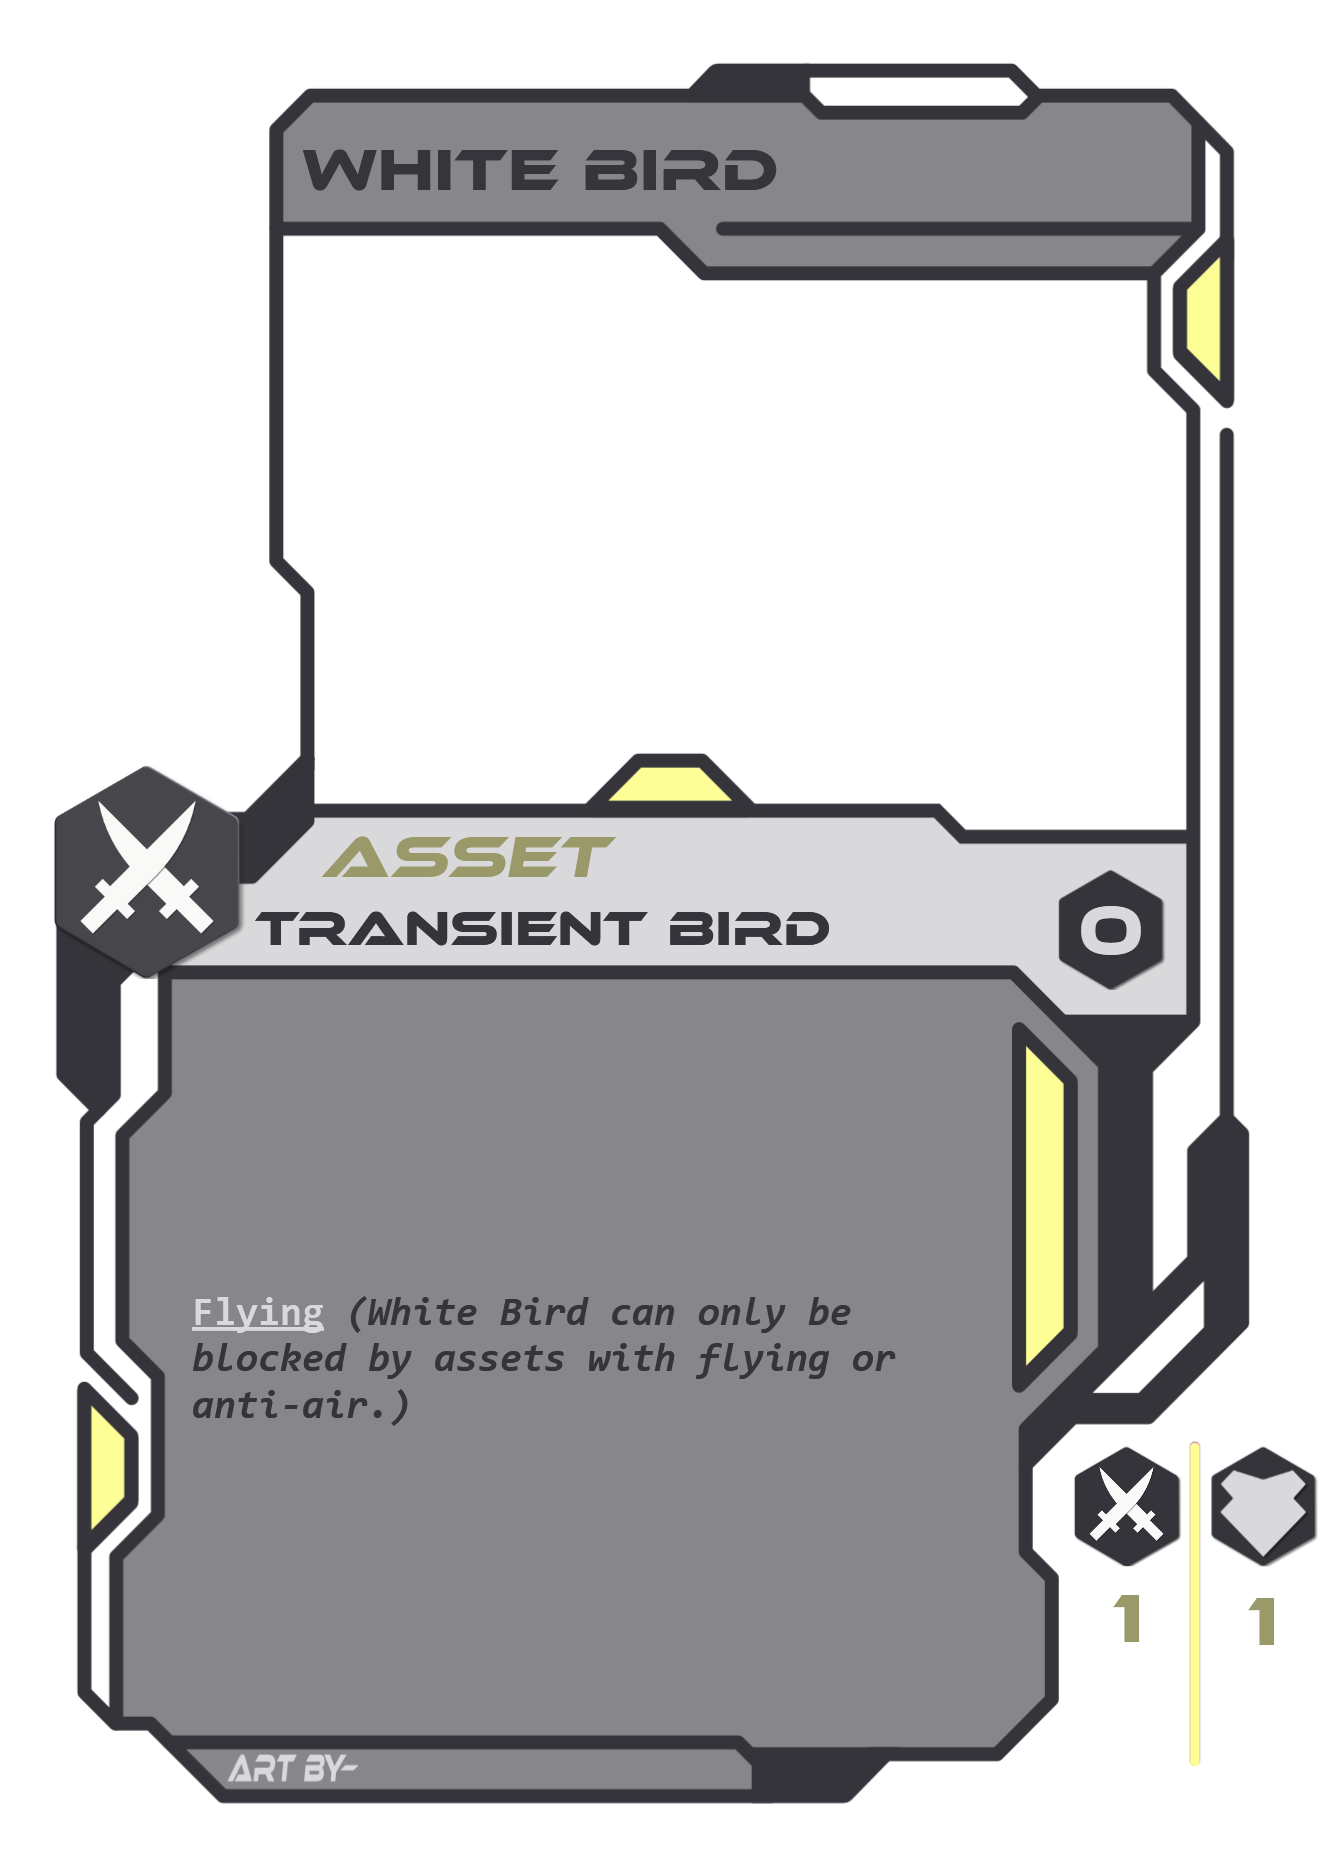 WHITE BIRD
ASSET
TRANSIENT BIRD
0
Flying (White Bird can only be
blocked by assets with flying or
anti-air.)
1
1
ART BY-